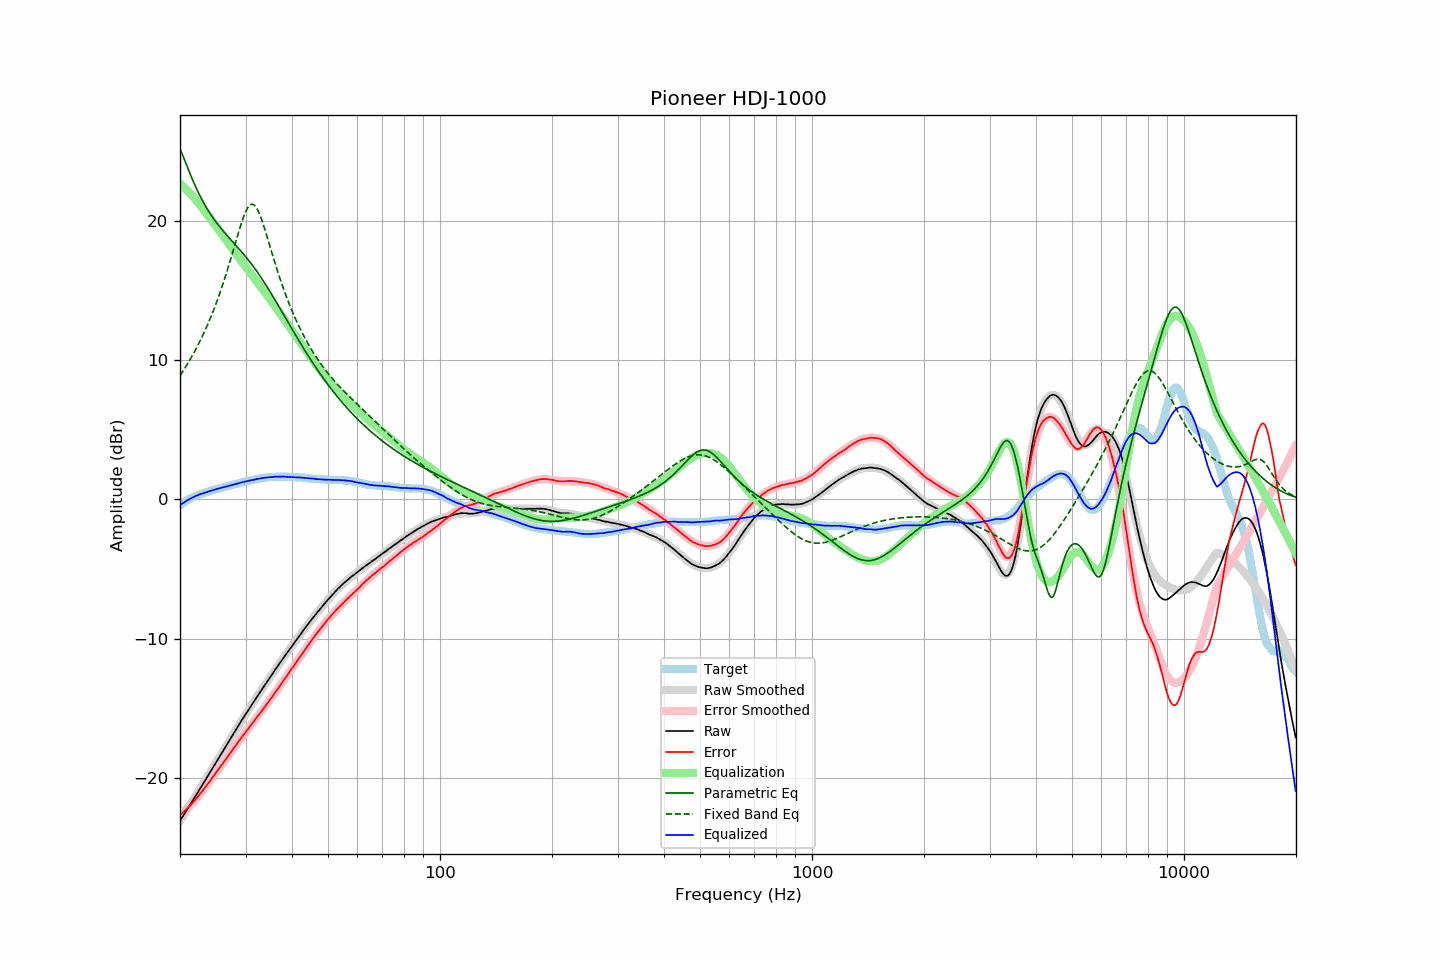 Pioneer HDJ-1000
Amplitude (dBr)
20
10
0
−10
−20
Target
Raw Smoothed
Error Smoothed
Raw
Error
Equalization
Parametric Eq
Fixed Band Eq
Equalized
100
1000
10000
Frequency (Hz)